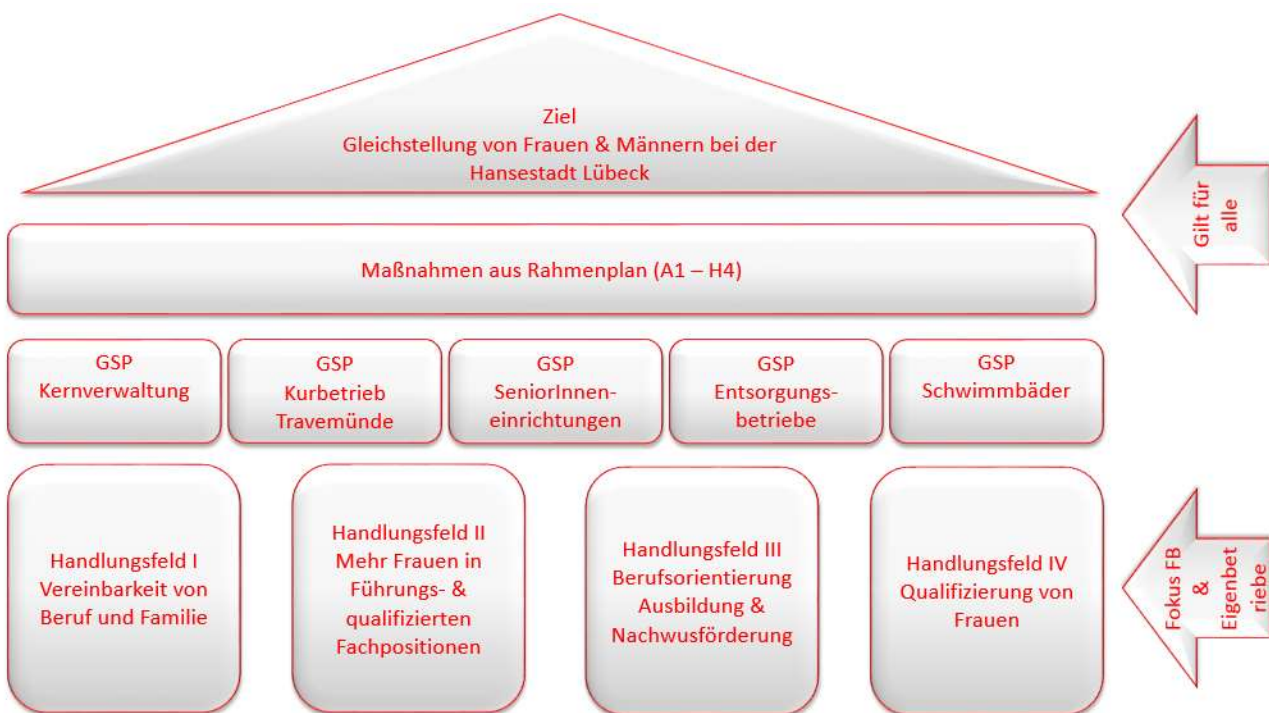 Ziel
Gleichstellung von Frauen & Männern bei der
Hansestadt Lübeck
Gilt für
alle
Maßnahmen aus Rahmenplan (A1 – H4)
GSP
Kernverwaltung
GSP
Kurbetrieb
Travemünde
GSP
SeniorInnen-
einrichtungen
GSP
Entsorgungs-
betriebe
GSP
Schwimmbäder
Handlungsfeld I
Vereinbarkeit von
Beruf und Familie
Handlungsfeld II
Mehr Frauen in
Führungs- &
qualifizierten
Fachpositionen
Handlungsfeld III
Berufsorientierung
Ausbildung &
Nachwusförderung
Handlungsfeld IV
Qualifizierung von
Frauen
Fokus FB
&
Eigenbet
riebe